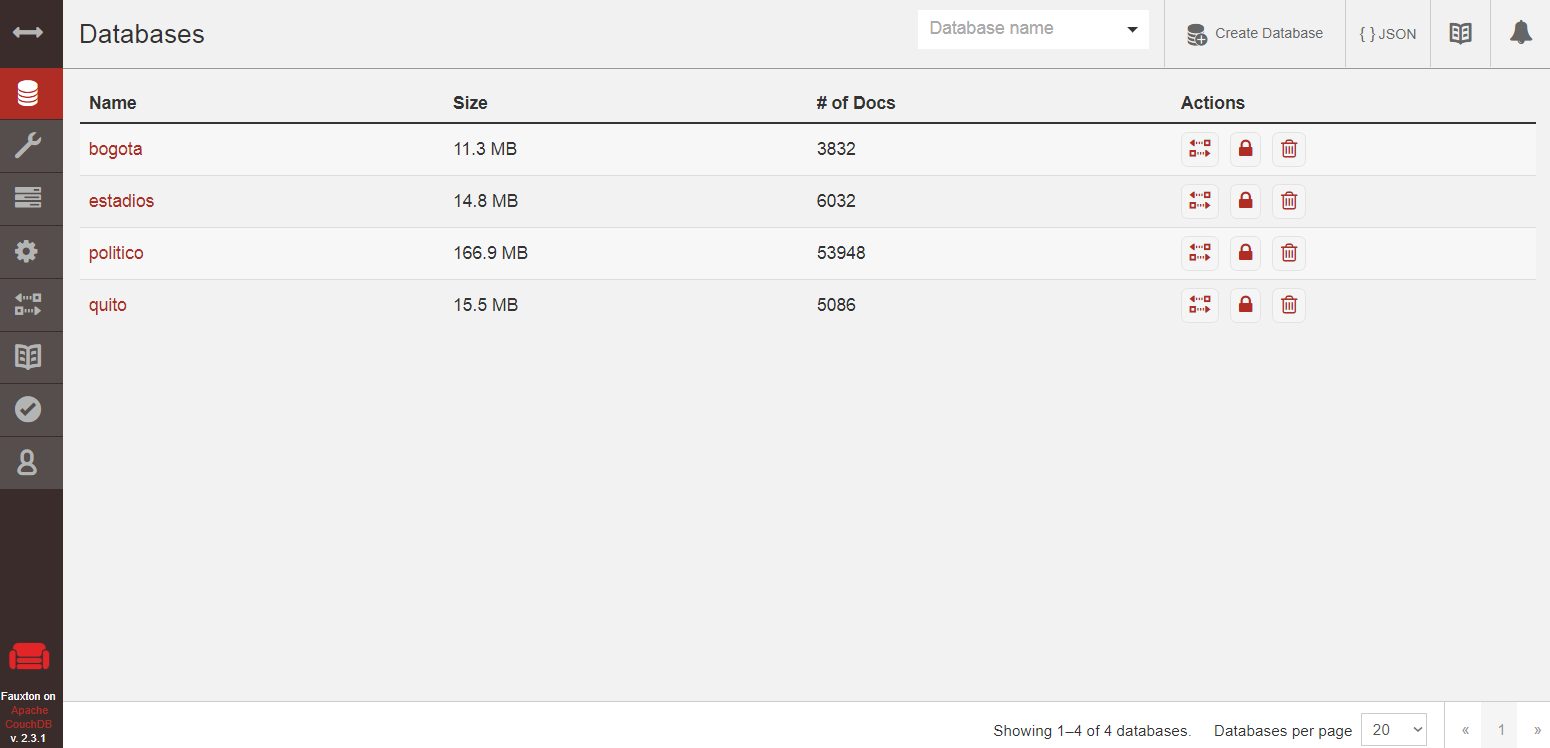 Databases
Database name
Create Database
{ } JSON
Name Size # of Docs Actions
bogota 11.3 MB 3832
estadios 14.8 MB 6032
politico 166.9 MB 53948
quito 15.5 MB 5086
Fauxton on
Apache
CouchDB
v. 2.3.1
Showing 1–4 of 4 databases. Databases per page 20 « 1 »